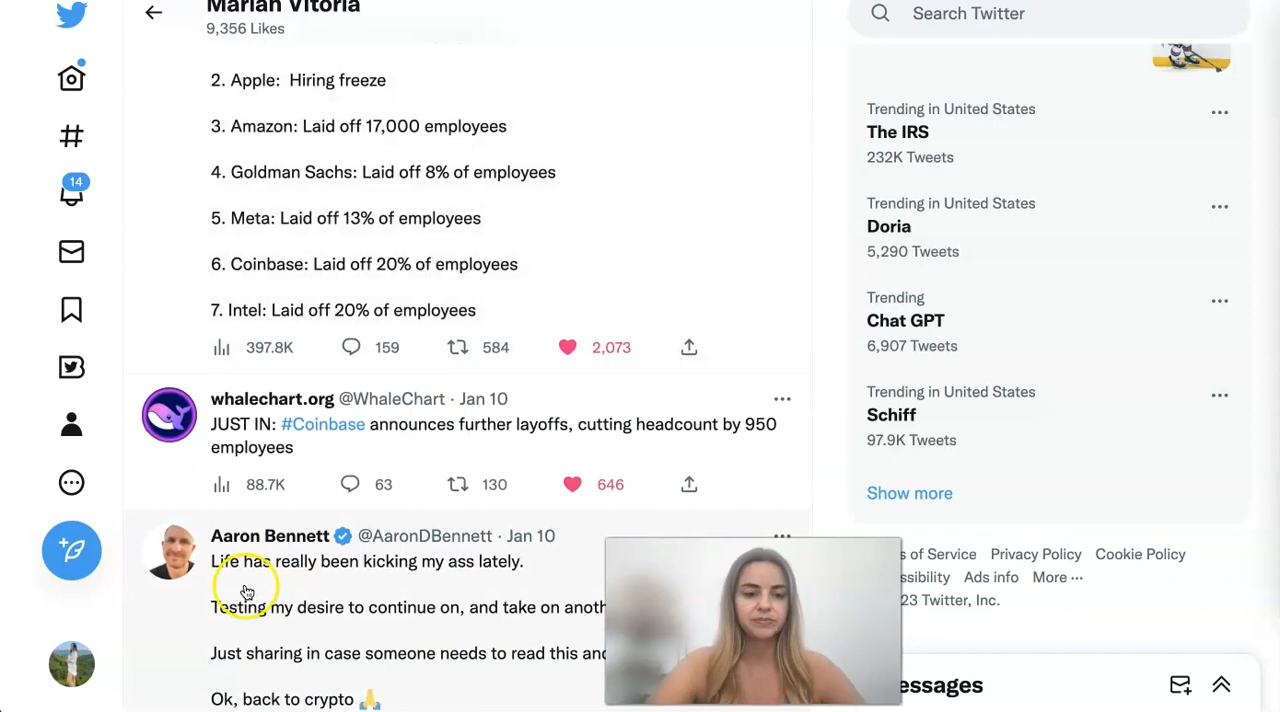 Marian Vitoria
9,356 Likes
Search Twitter
2. Apple:  Hiring freeze
3. Amazon: Laid off 17,000 employees
4. Goldman Sachs: Laid off 8% of employees
5. Meta: Laid off 13% of employees
6. Coinbase: Laid off 20% of employees
7. Intel: Laid off 20% of employees
397.8K 159 584 2,073
whalechart.org @WhaleChart · Jan 10
JUST IN: #Coinbase announces further layoffs, cutting headcount by 950
employees
88.7K 63 130 646
Aaron Bennett @AaronDBennett · Jan 10
Life has really been kicking my ass lately.
Testing my desire to continue on, and take on
Just sharing in case someone needs to read this
Ok, back to crypto 🙏
14
Trending in United States
The IRS
232K Tweets
Trending in United States
Doria
5,290 Tweets
Trending
Chat GPT
6,907 Tweets
Trending in United States
Schiff
97.9K Tweets
Show more
of Service Privacy Policy Cookie Policy
Ads info More ···
Twitter, Inc.